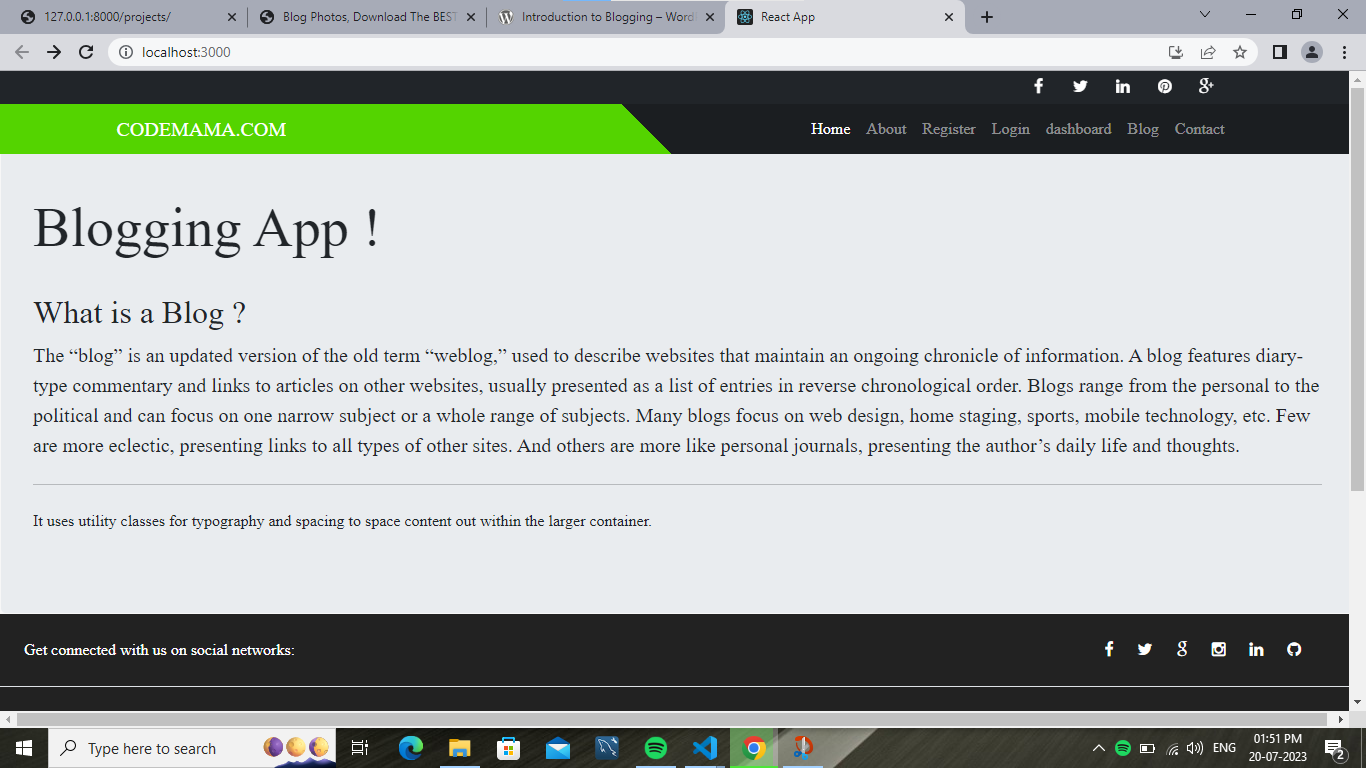 127.0.0.1:8000/projects/
Blog Photos, Download The BEST
Introduction to Blogging – Word
React App
localhost:3000
CODEMAMA.COM
Home About Register Login dashboard Blog Contact
Blogging App !
What is a Blog ?
The “blog” is an updated version of the old term “weblog,” used to describe websites that maintain an ongoing chronicle of information. A blog features diary-
type commentary and links to articles on other websites, usually presented as a list of entries in reverse chronological order. Blogs range from the personal to the
political and can focus on one narrow subject or a whole range of subjects. Many blogs focus on web design, home staging, sports, mobile technology, etc. Few
are more eclectic, presenting links to all types of other sites. And others are more like personal journals, presenting the author’s daily life and thoughts.
It uses utility classes for typography and spacing to space content out within the larger container.
Get connected with us on social networks:
Type here to search
ENG
01:51 PM
20-07-2023
2